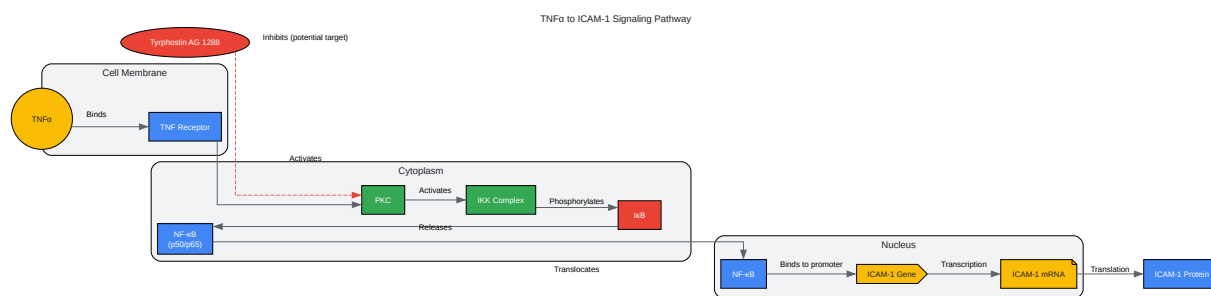 TNFα to ICAM-1 Signaling Pathway
Tyrphostin AG 1288
Inhibits (potential target)
Cell Membrane
TNFα
Binds
TNF Receptor
Activates
Cytoplasm
PKC
Activates
IKK Complex
Phosphorylates
IκB
Releases
NF-κB
(p50/p65)
Translocates
Nucleus
NF-κB
Binds to promoter
ICAM-1 Gene
Transcription
ICAM-1 mRNA
Translation
ICAM-1 Protein